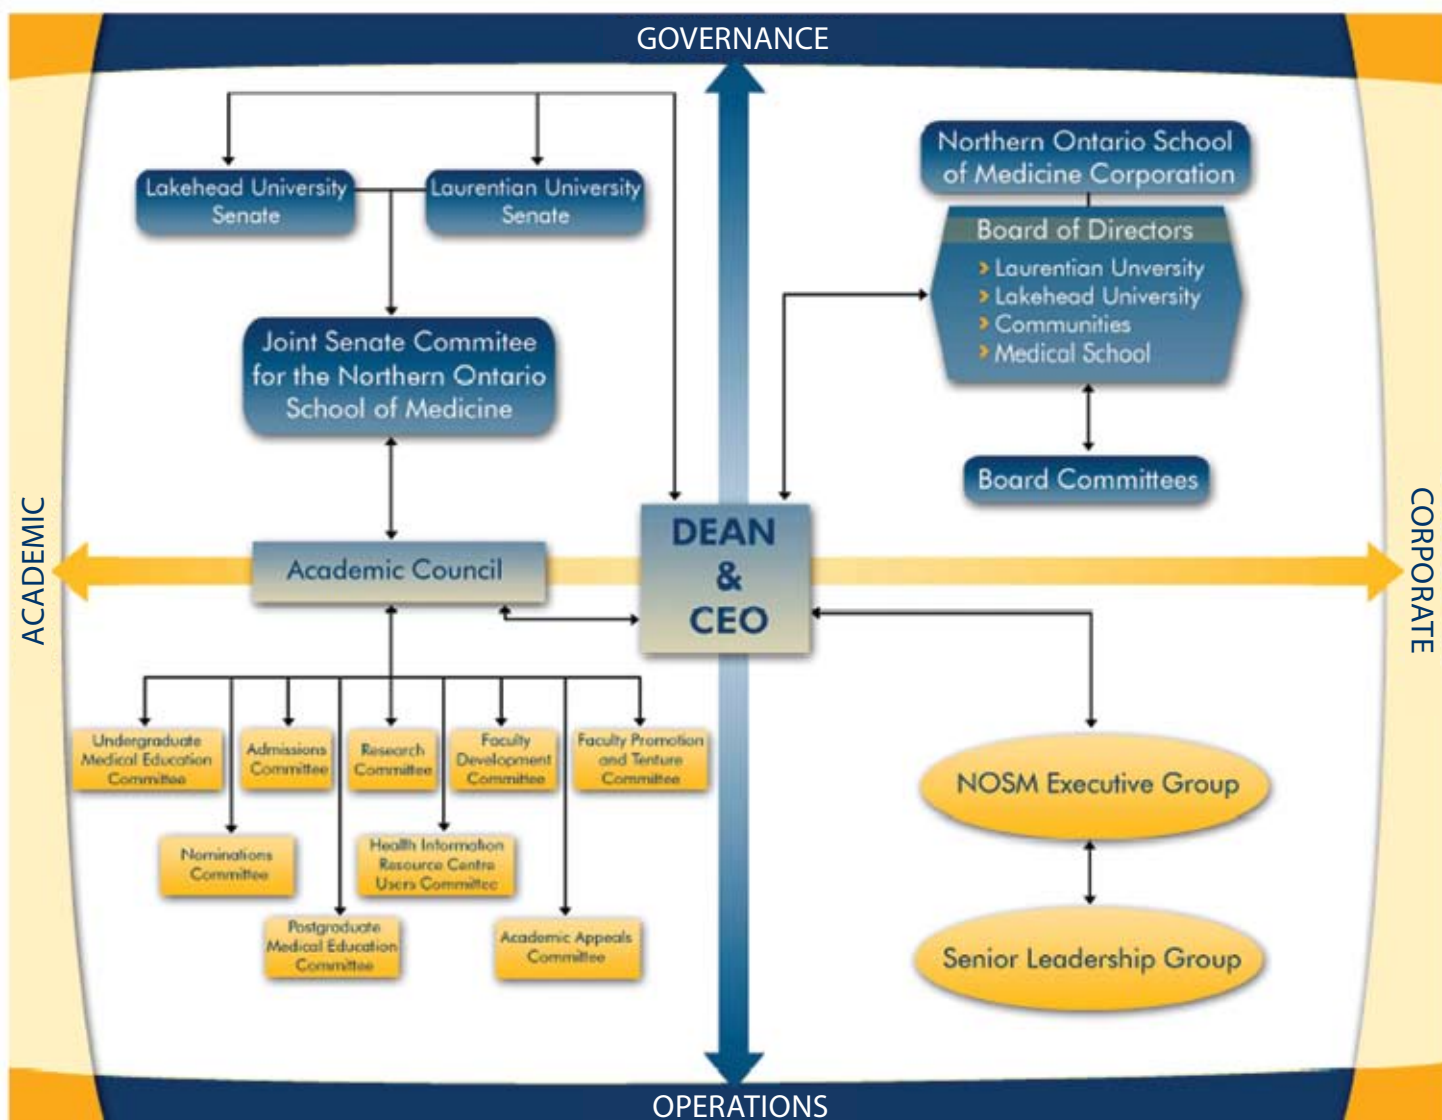 GOVERNANCE
Lakehead University
Senate
Laurentian University
Senate
Northern Ontario School
of Medicine Corporation
Board of Directors
> Laurentian Unversity
> Lakehead University
> Communities
> Medical School
Joint Senate Commitee
for the Northern Ontario
School of Medicine
Board Committees
ACADEMIC
CORPORATE
Academic Council
DEAN
&
CEO
Undergraduate
Medical Education
Committee
Admissions
Committee
Research
Committee
Faculty
Development
Committee
Faculty Promotion
and Tenture
Committee
Nominations
Committee
Health Information
Resource Centre
Users Committee
Postgraduate
Medical Education
Committee
Academic Appeals
Committee
NOSM Executive Group
Senior Leadership Group
OPERATIONS